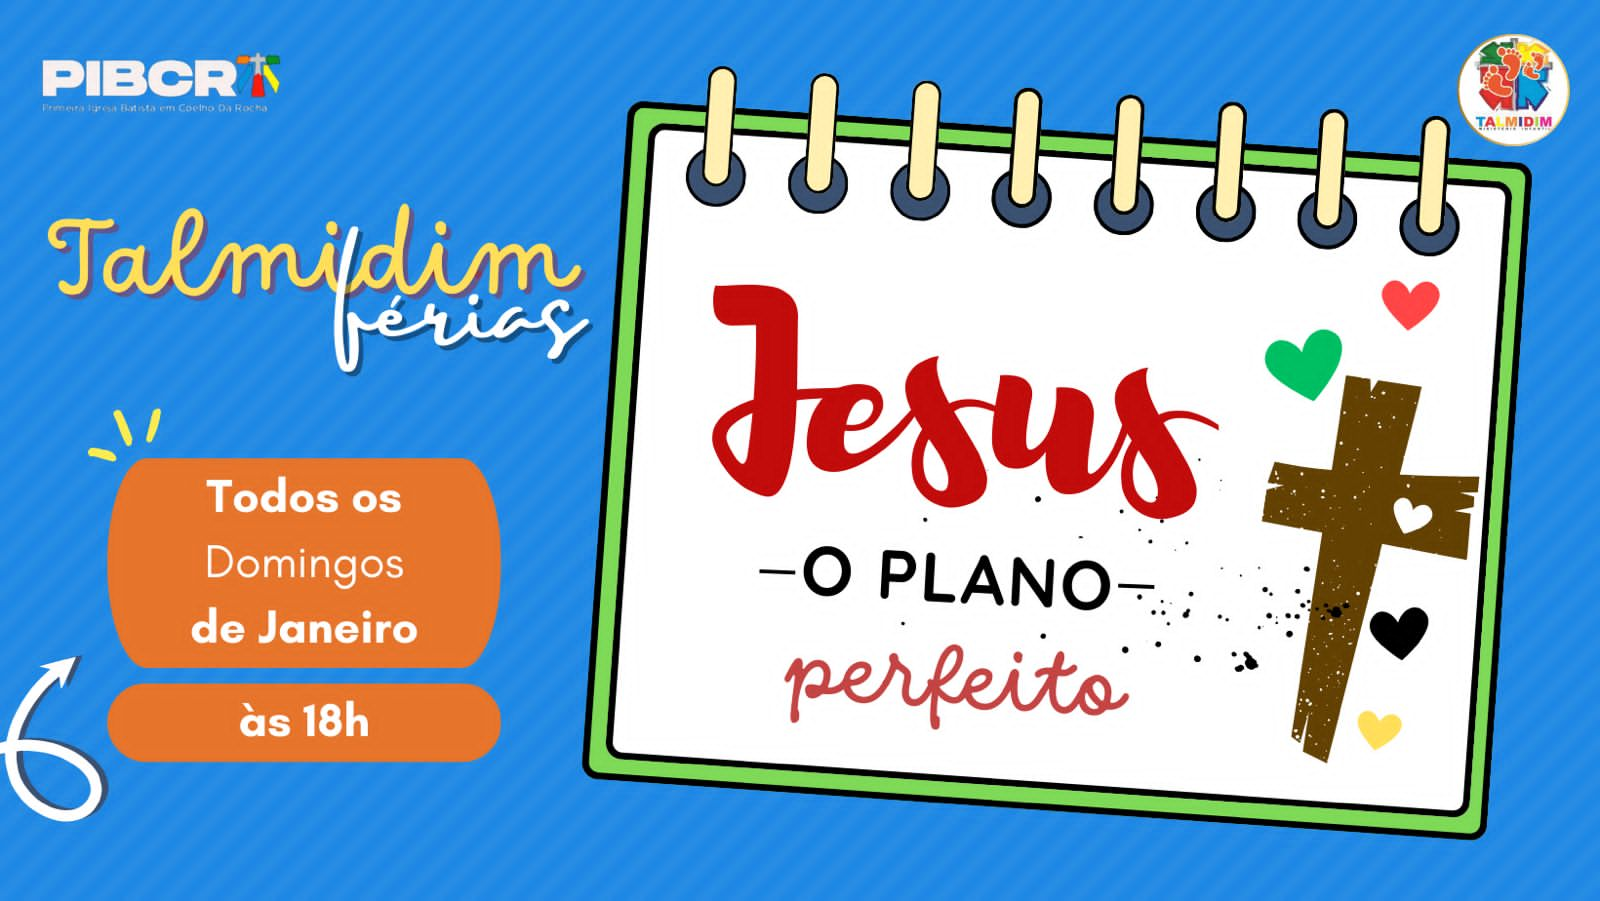 PIBCR
Primeira Igreja Batista em Coelho Da Rocha
TALMIDIM
MINISTÉRIO INFANTIL
Talmidim
férias
Todos os
Domingos
de Janeiro
às 18h
Jesus
—O PLANO—
perfeito